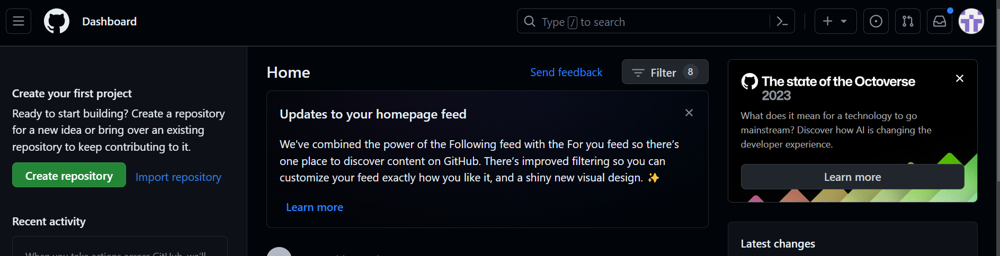 Dashboard
Type / to search
Create your first project
Ready to start building? Create a repository
for a new idea or bring over an existing
repository to keep contributing to it.
Create repository
Import repository
Recent activity
When you take actions across GitHub, we'll
Home
Send feedback
Filter 8
Updates to your homepage feed
We've combined the power of the Following feed with the For you feed so there’s
one place to discover content on GitHub. There’s improved filtering so you can
customize your feed exactly how you like it, and a shiny new visual design. ✨
Learn more
The state of the Octoverse
2023
What does it mean for a technology to go
mainstream? Discover how AI is changing the
developer experience.
Learn more
Latest changes